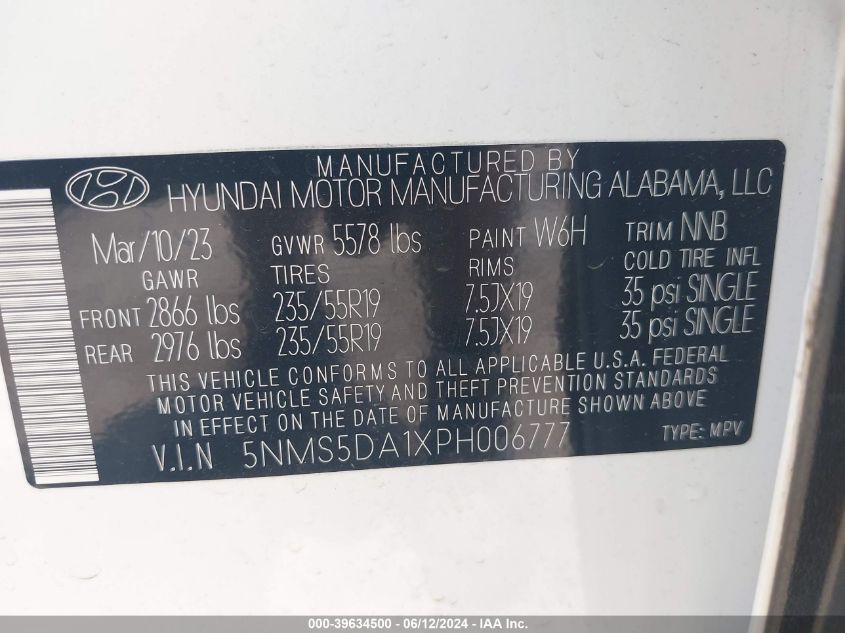 MANUFACTURED BY
HYUNDAI MOTOR MANUFACTURING ALABAMA, LLC
Mar/10/23 GVWR 5578 lbs PAINT W6H TRIM NNB
GAWR TIRES RIMS COLD TIRE INFL
FRONT 2866 lbs 235/55R19 7.5JX19 35 psi SINGLE
REAR 2976 lbs 235/55R19 7.5JX19 35 psi SINGLE
THIS VEHICLE CONFORMS TO ALL APPLICABLE U.S.A. FEDERAL
MOTOR VEHICLE SAFETY AND THEFT PREVENTION STANDARDS
IN EFFECT ON THE DATE OF MANUFACTURE SHOWN ABOVE
V.I.N 5NMS5DA1XPH006777 TYPE: MPV
000-39634500 - 06/12/2024 - IAA Inc.